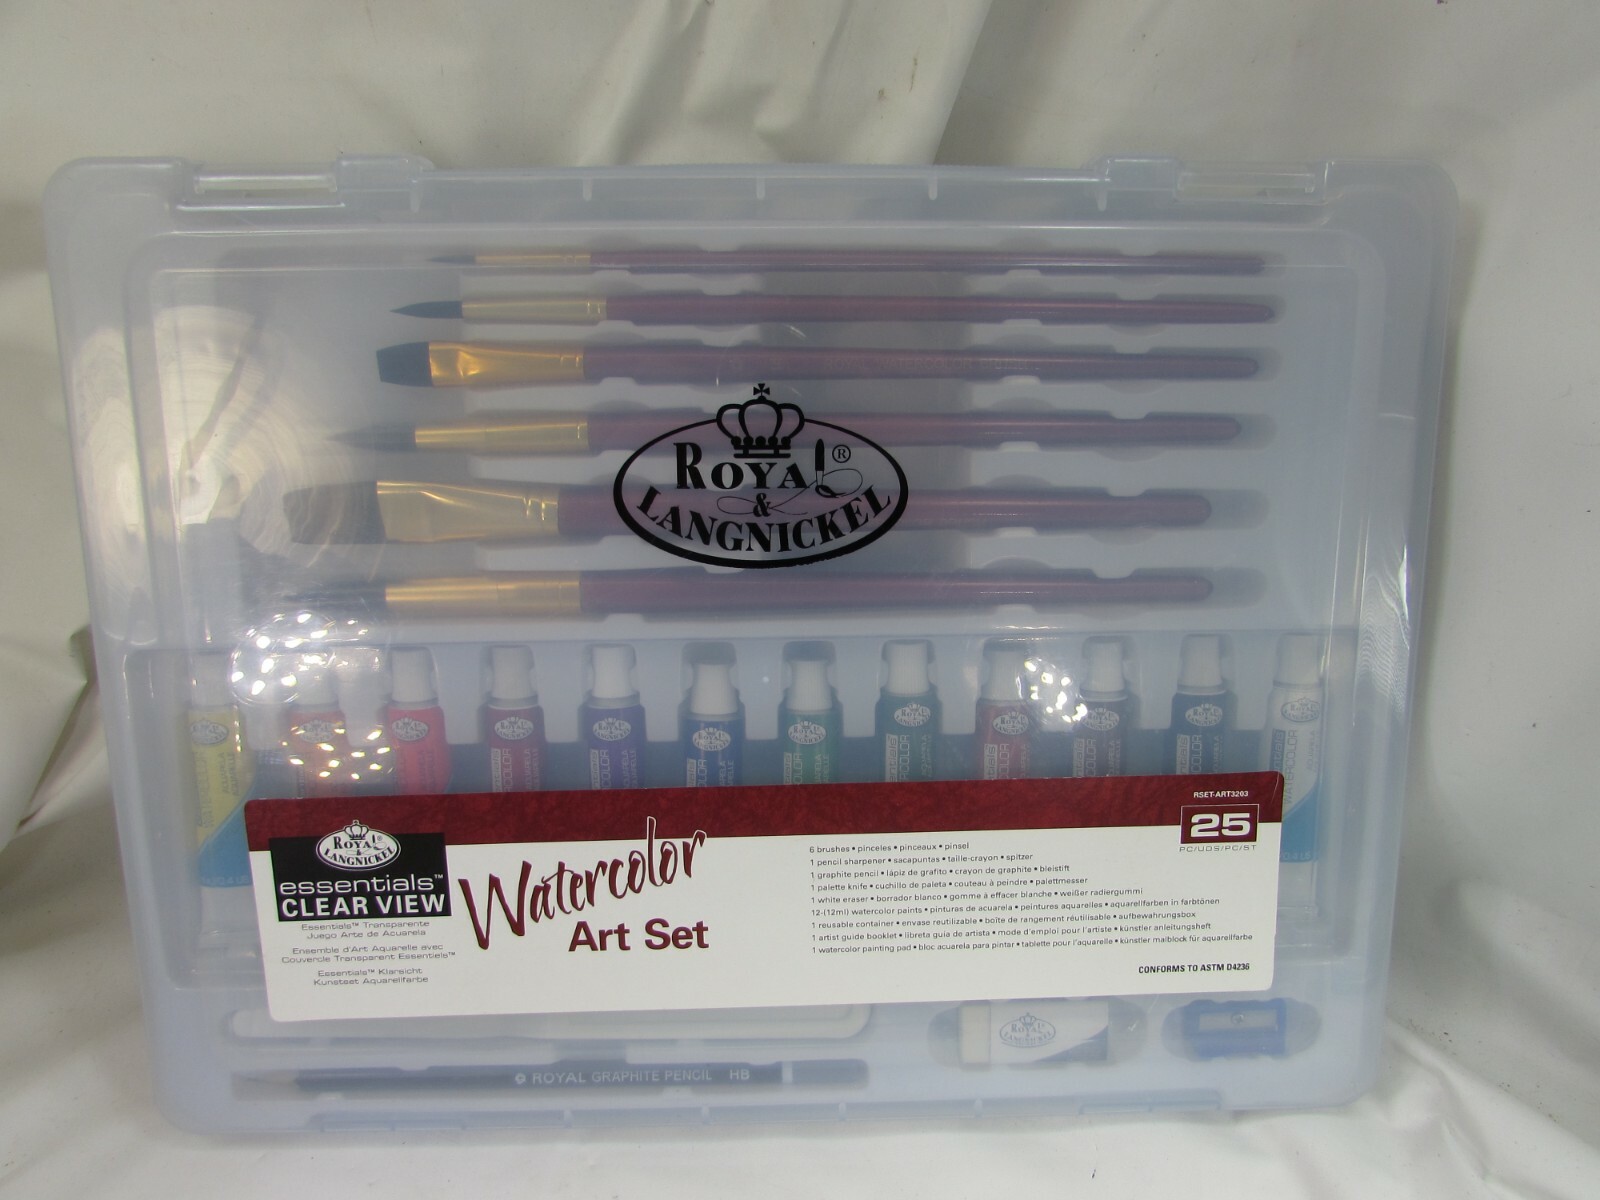 ROYAL®
&
LANGNICKEL
ROYAL
&
LANGNICKEL
essentials™
CLEAR VIEW
Essentials™ Transparente
Juego Arte de Acuarela
Ensemble d'Art Aquarelle avec
Couvercle Transparent Essentiels™
Essentials™ Klarsicht
Kunstset Aquarellfarbe
Watercolor
Art Set
RSET-ART3203
25
PC/UDS/PC/ST
6 brushes • pinceles • pinceaux • pinsel
1 pencil sharpener • sacapuntas • taille-crayon • spitzer
1 graphite pencil • lápiz de grafito • crayon de graphite • bleistift
1 palette knife • cuchillo de paleta • couteau à peindre • palettmesser
1 white eraser • borrador blanco • gomme a effacer blanche • weißer radiergummi
12-(12ml) watercolor paints • pinturas de acuarela • peintures aquarelles • aquarellfarben in farbtönen
1 reusable container • envase reutilizable • boîte de rangement réutilisable • aufbewahrungsbox
1 artist guide booklet • libreta guia de artista • mode d'emploi pour l'artiste • künstler anleitungsheft
1 watercolor painting pad • bloc acuarela para pintar • tablette pour l'aquarelle • künstler malblock für aquarellfarbe
CONFORMS TO ASTM D4236
ROYAL
&
LANGNICKEL
ROYAL GRAPHITE PENCIL HB